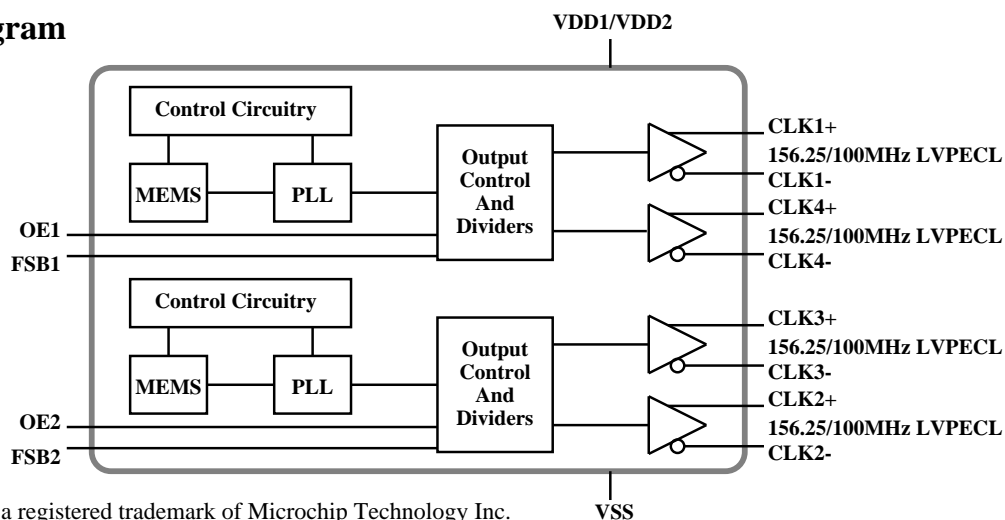 gram
VDD1/VDD2
Control Circuitry
MEMS
PLL
Output
Control
And
Dividers
OE1
FSB1
CLK1+
156.25/100MHz LVPECL
CLK1-
CLK4+
156.25/100MHz LVPECL
CLK4-
Control Circuitry
MEMS
PLL
Output
Control
And
Dividers
OE2
FSB2
CLK3+
156.25/100MHz LVPECL
CLK3-
CLK2+
156.25/100MHz LVPECL
CLK2-
VSS
a registered trademark of Microchip Technology Inc.